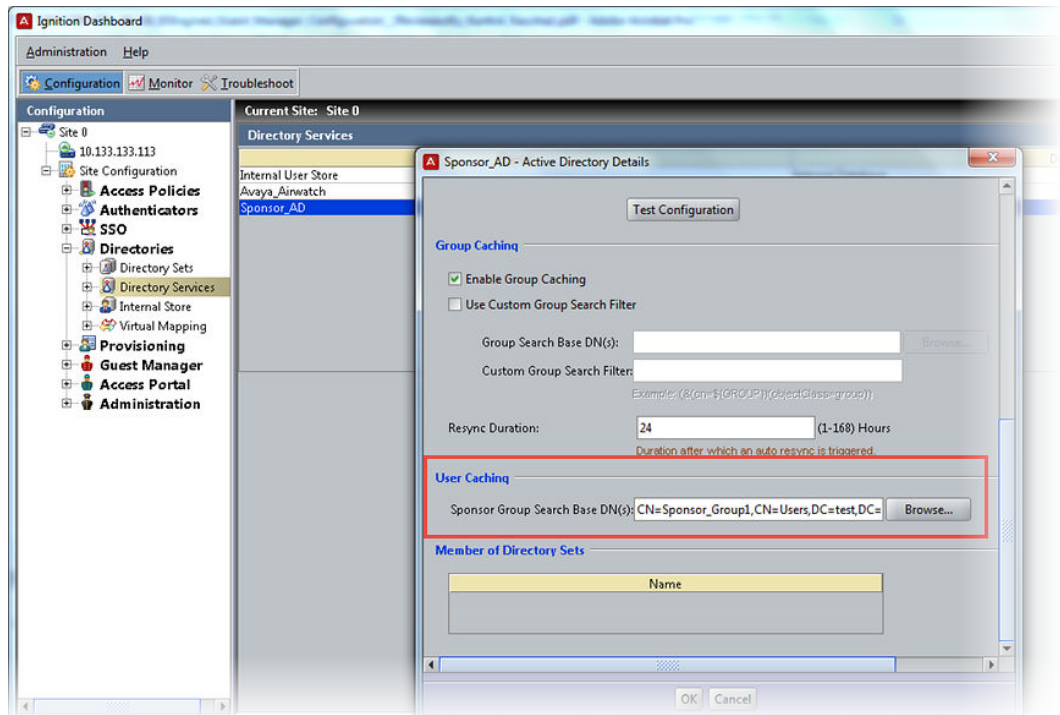 Ignition Dashboard
Administration Help
Configuration Monitor Troubleshoot
Configuration
Current Site: Site 0
Site 0
Directory Services
10.133.133.113
Site Configuration
Access Policies
Authenticators
SSO
Directories
Directory Sets
Directory Services
Internal Store
Virtual Mapping
Provisioning
Guest Manager
Access Portal
Administration
Internal User Store
Avaya_Airwatch
Sponsor_AD
Sponsor_AD - Active Directory Details
Test Configuration
Group Caching
Enable Group Caching
Use Custom Group Search Filter
Group Search Base DN(s): Browse...
Custom Group Search Filter:
Example: (&(cn=${GROUP})(objectClass=group))
Resync Duration: 24 (1-168) Hours
Duration after which an auto resync is triggered.
User Caching
Sponsor Group Search Base DN(s): CN=Sponsor_Group1,CN=Users,DC=test,DC= Browse...
Member of Directory Sets
Name
OK Cancel